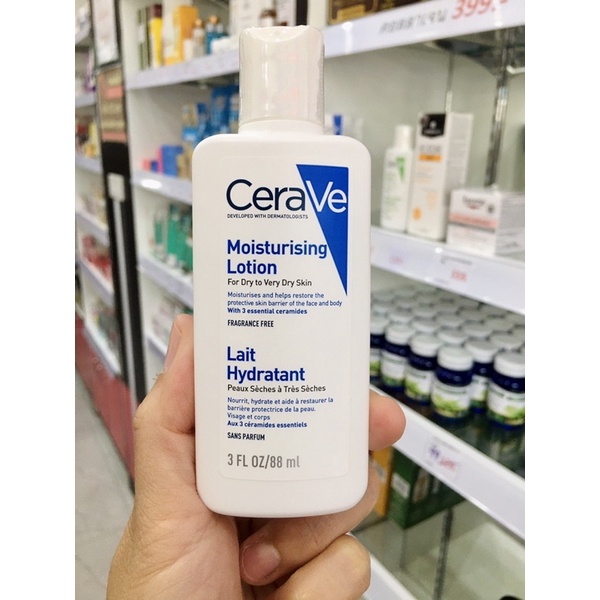 399.-
CeraVe
DEVELOPED WITH DERMATOLOGISTS
Moisturising
Lotion
For Dry to Very Dry Skin
Moisturises and helps restore the
protective skin barrier of the face and body
With 3 essential ceramides
FRAGRANCE FREE
Lait
Hydratant
Peaux Sèches à Très Sèches
Nourrit, hydrate et aide à restaurer la
barrière protectrice de la peau.
Visage et corps
Aux 3 céramides essentiels
SANS PARFUM
3 FL OZ/88 ml